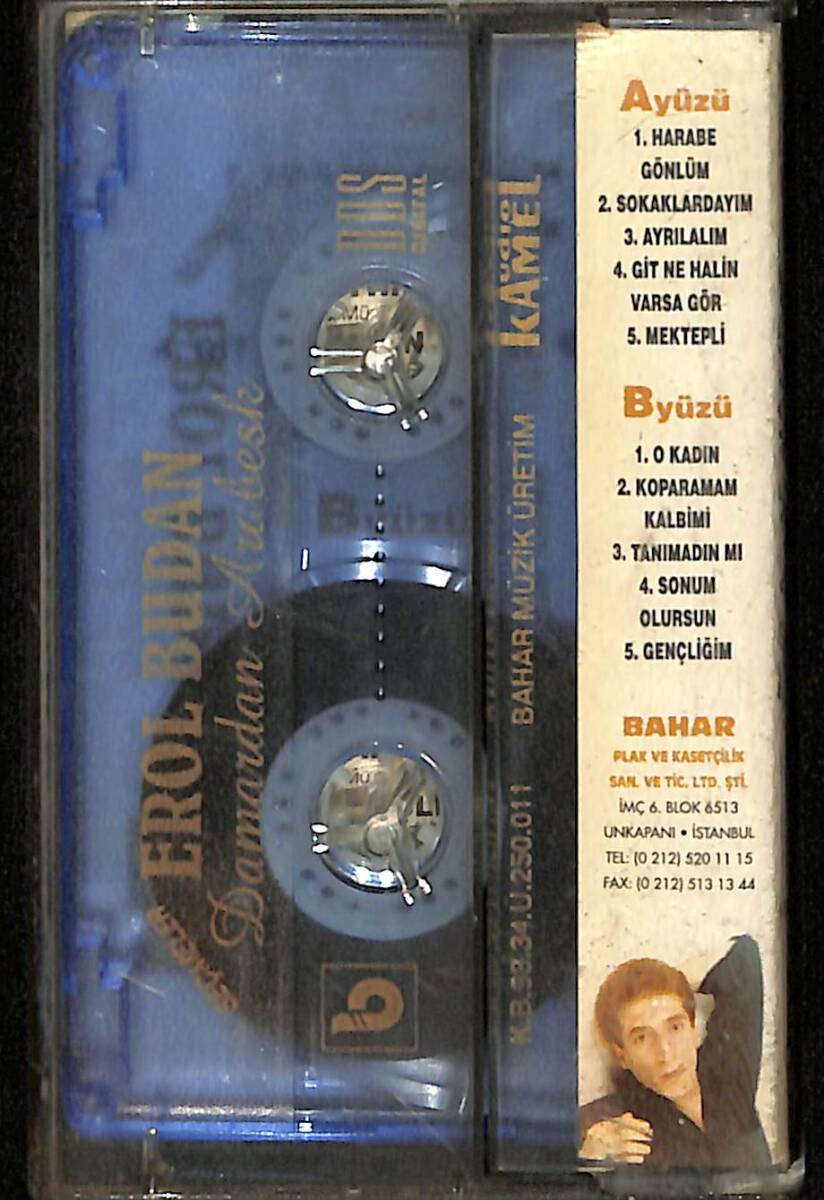 EROL BUDAN
Damardan Arabesk
DDS
DIGITAL
Byüzü
audio
KAMEL
BAHAR MÜZİK ÜRETİM
K.B.98.34.U.250.011
Ayüzü
1. HARABE
GÖNLÜM
2. SOKAKLARDAYIM
3. AYRILALIM
4. GİT NE HALİN
VARSA GÖR
5. MEKTEPLİ
Byüzü
1. O KADIN
2. KOPARAMAM
KALBİMİ
3. TANIMADIN MI
4. SONUM
OLURSUN
5. GENÇLİĞİM
BAHAR
PLAK VE KASETÇİLİK
SAN. VE TİC. LTD. ŞTİ.
İMÇ 6. BLOK 6513
UNKAPANI • İSTANBUL
TEL: (0 212) 520 11 15
FAX: (0 212) 513 13 44